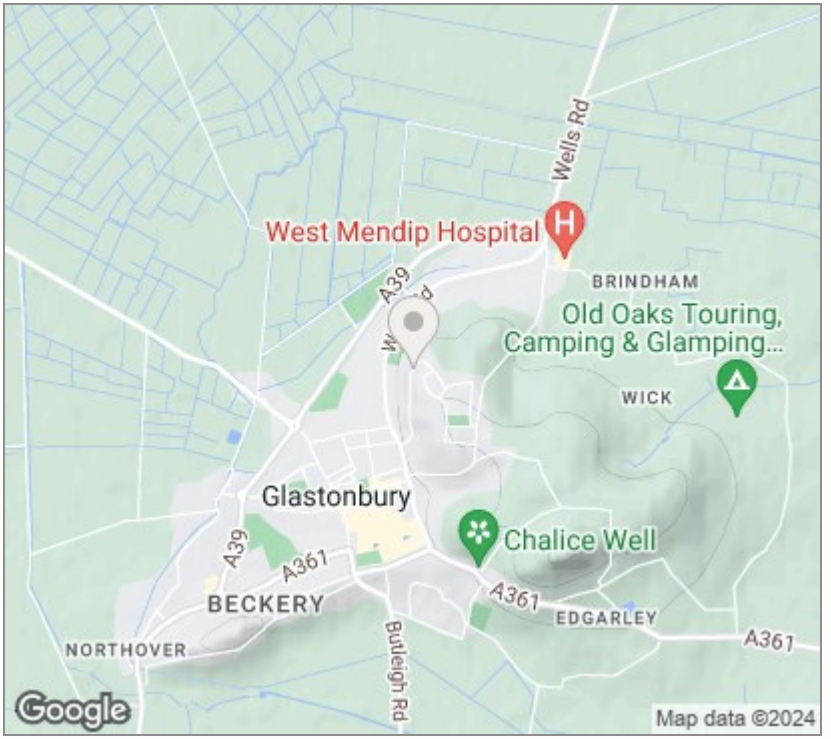 Wells Rd
West Mendip Hospital
H
A39
BRINDHAM
Old Oaks Touring,
Camping & Glamping...
WICK
Glastonbury
Chalice Well
A39
A361
A361
BECKERY
EDGARLEY
A361
NORTHOVER
Butleigh Rd
Google
Map data ©2024